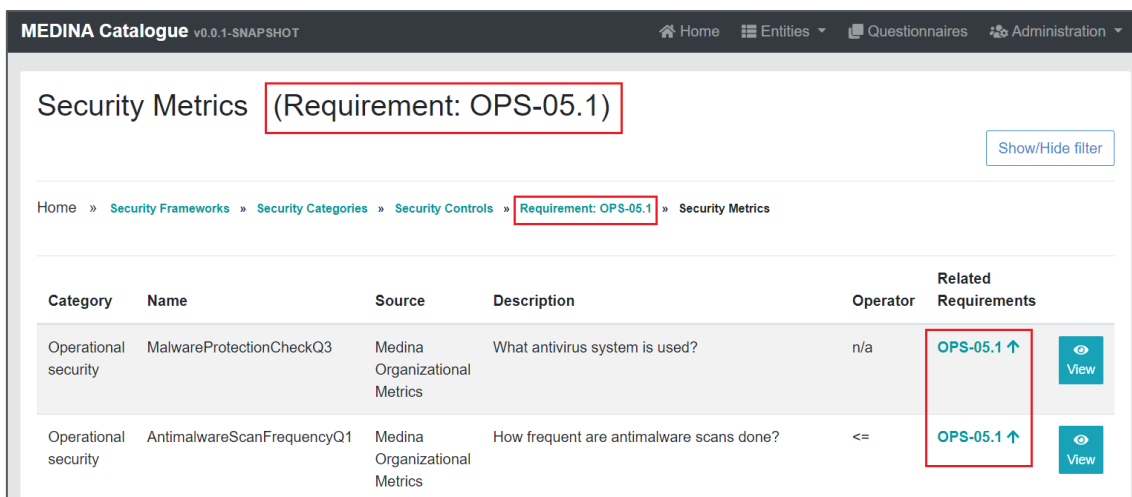 MEDINA Catalogue v0.0.1-SNAPSHOT Home Entities Questionnaires Administration
Security Metrics (Requirement: OPS-05.1)
Show/Hide filter
Home » Security Frameworks » Security Categories » Security Controls » Requirement: OPS-05.1 » Security Metrics
Related
Category Name Source Description Operator Requirements
Operational MalwareProtectionCheckQ3 Medina What antivirus system is used? n/a OPS-05.1 ↑
security Organizational View
Metrics
Operational AntimalwareScanFrequencyQ1 Medina How frequent are antimalware scans done? <= OPS-05.1 ↑
security Organizational View
Metrics